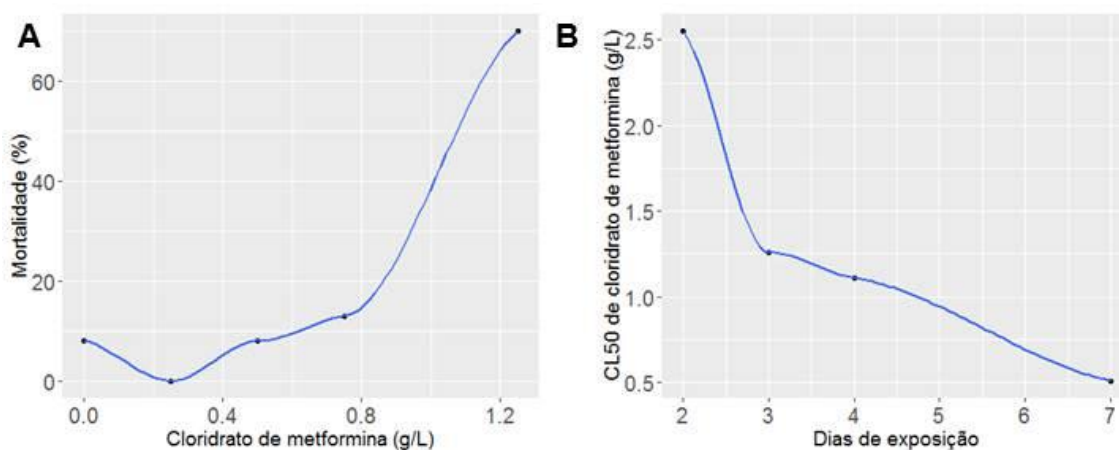 A
Mortalidade (%)
60
40
20
0
0.0 0.4 0.8 1.2
Cloridrato de metformina (g/L)
B
CL50 de cloridrato de metformina (g/L)
2.5
2.0
1.5
1.0
0.5
2 3 4 5 6 7
Dias de exposição